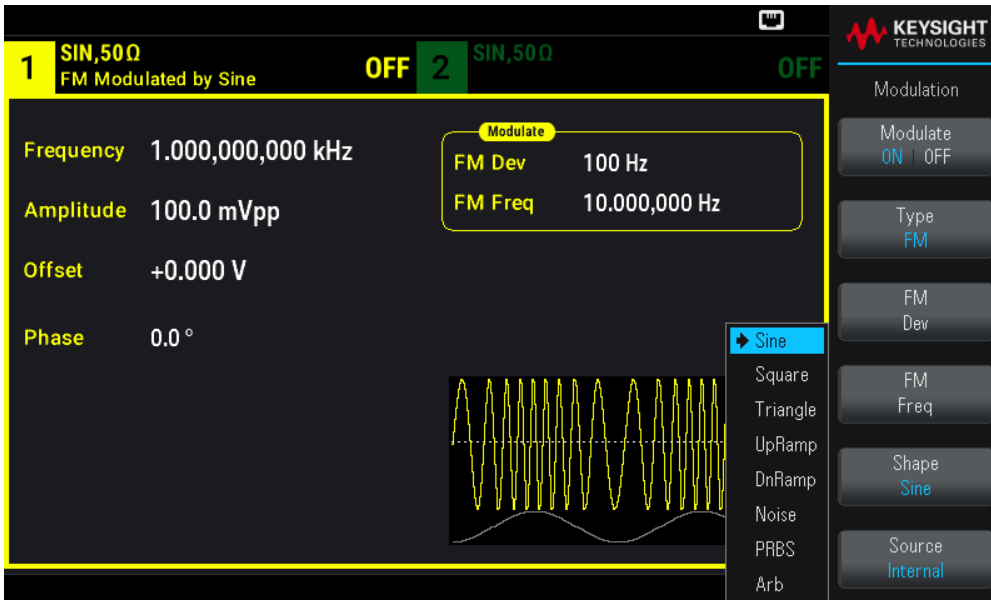 KEYSIGHT
TECHNOLOGIES
1
SIN,50Ω
FM Modulated by Sine
OFF
2
SIN,50Ω
OFF
Modulation
Frequency 1.000,000,000 kHz
Amplitude 100.0 mVpp
Offset +0.000 V
Phase 0.0 °
Modulate
FM Dev 100 Hz
FM Freq 10.000,000 Hz
Sine
Square
Triangle
UpRamp
DnRamp
Noise
PRBS
Arb
Modulate
ON | OFF
Type
FM
FM
Dev
FM
Freq
Shape
Sine
Source
Internal